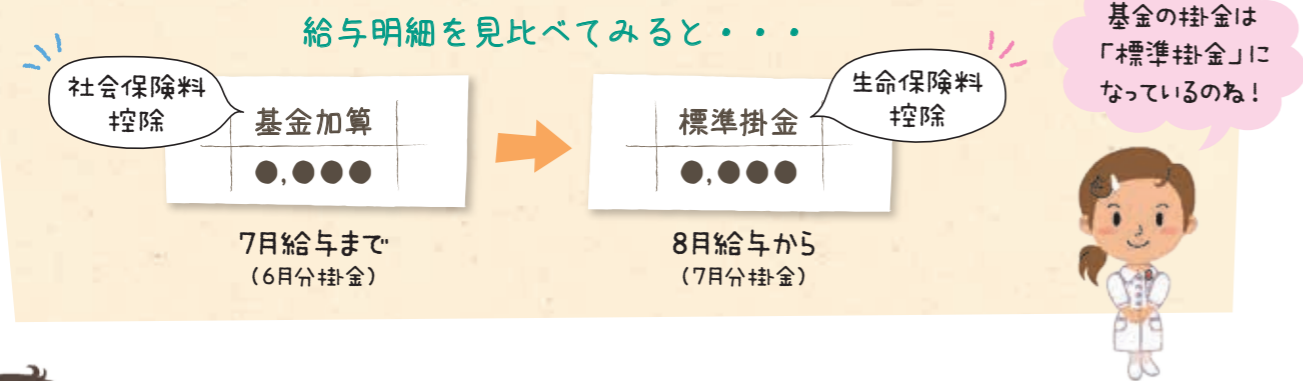 給与明細を見比べてみると・・・
社会保険料
控除
基金加算
●,●●●
7月給与まで
(6月分掛金)
生命保険料
控除
標準掛金
●,●●●
8月給与から
(7月分掛金)
基金の掛金は
「標準掛金」に
なっているのね!